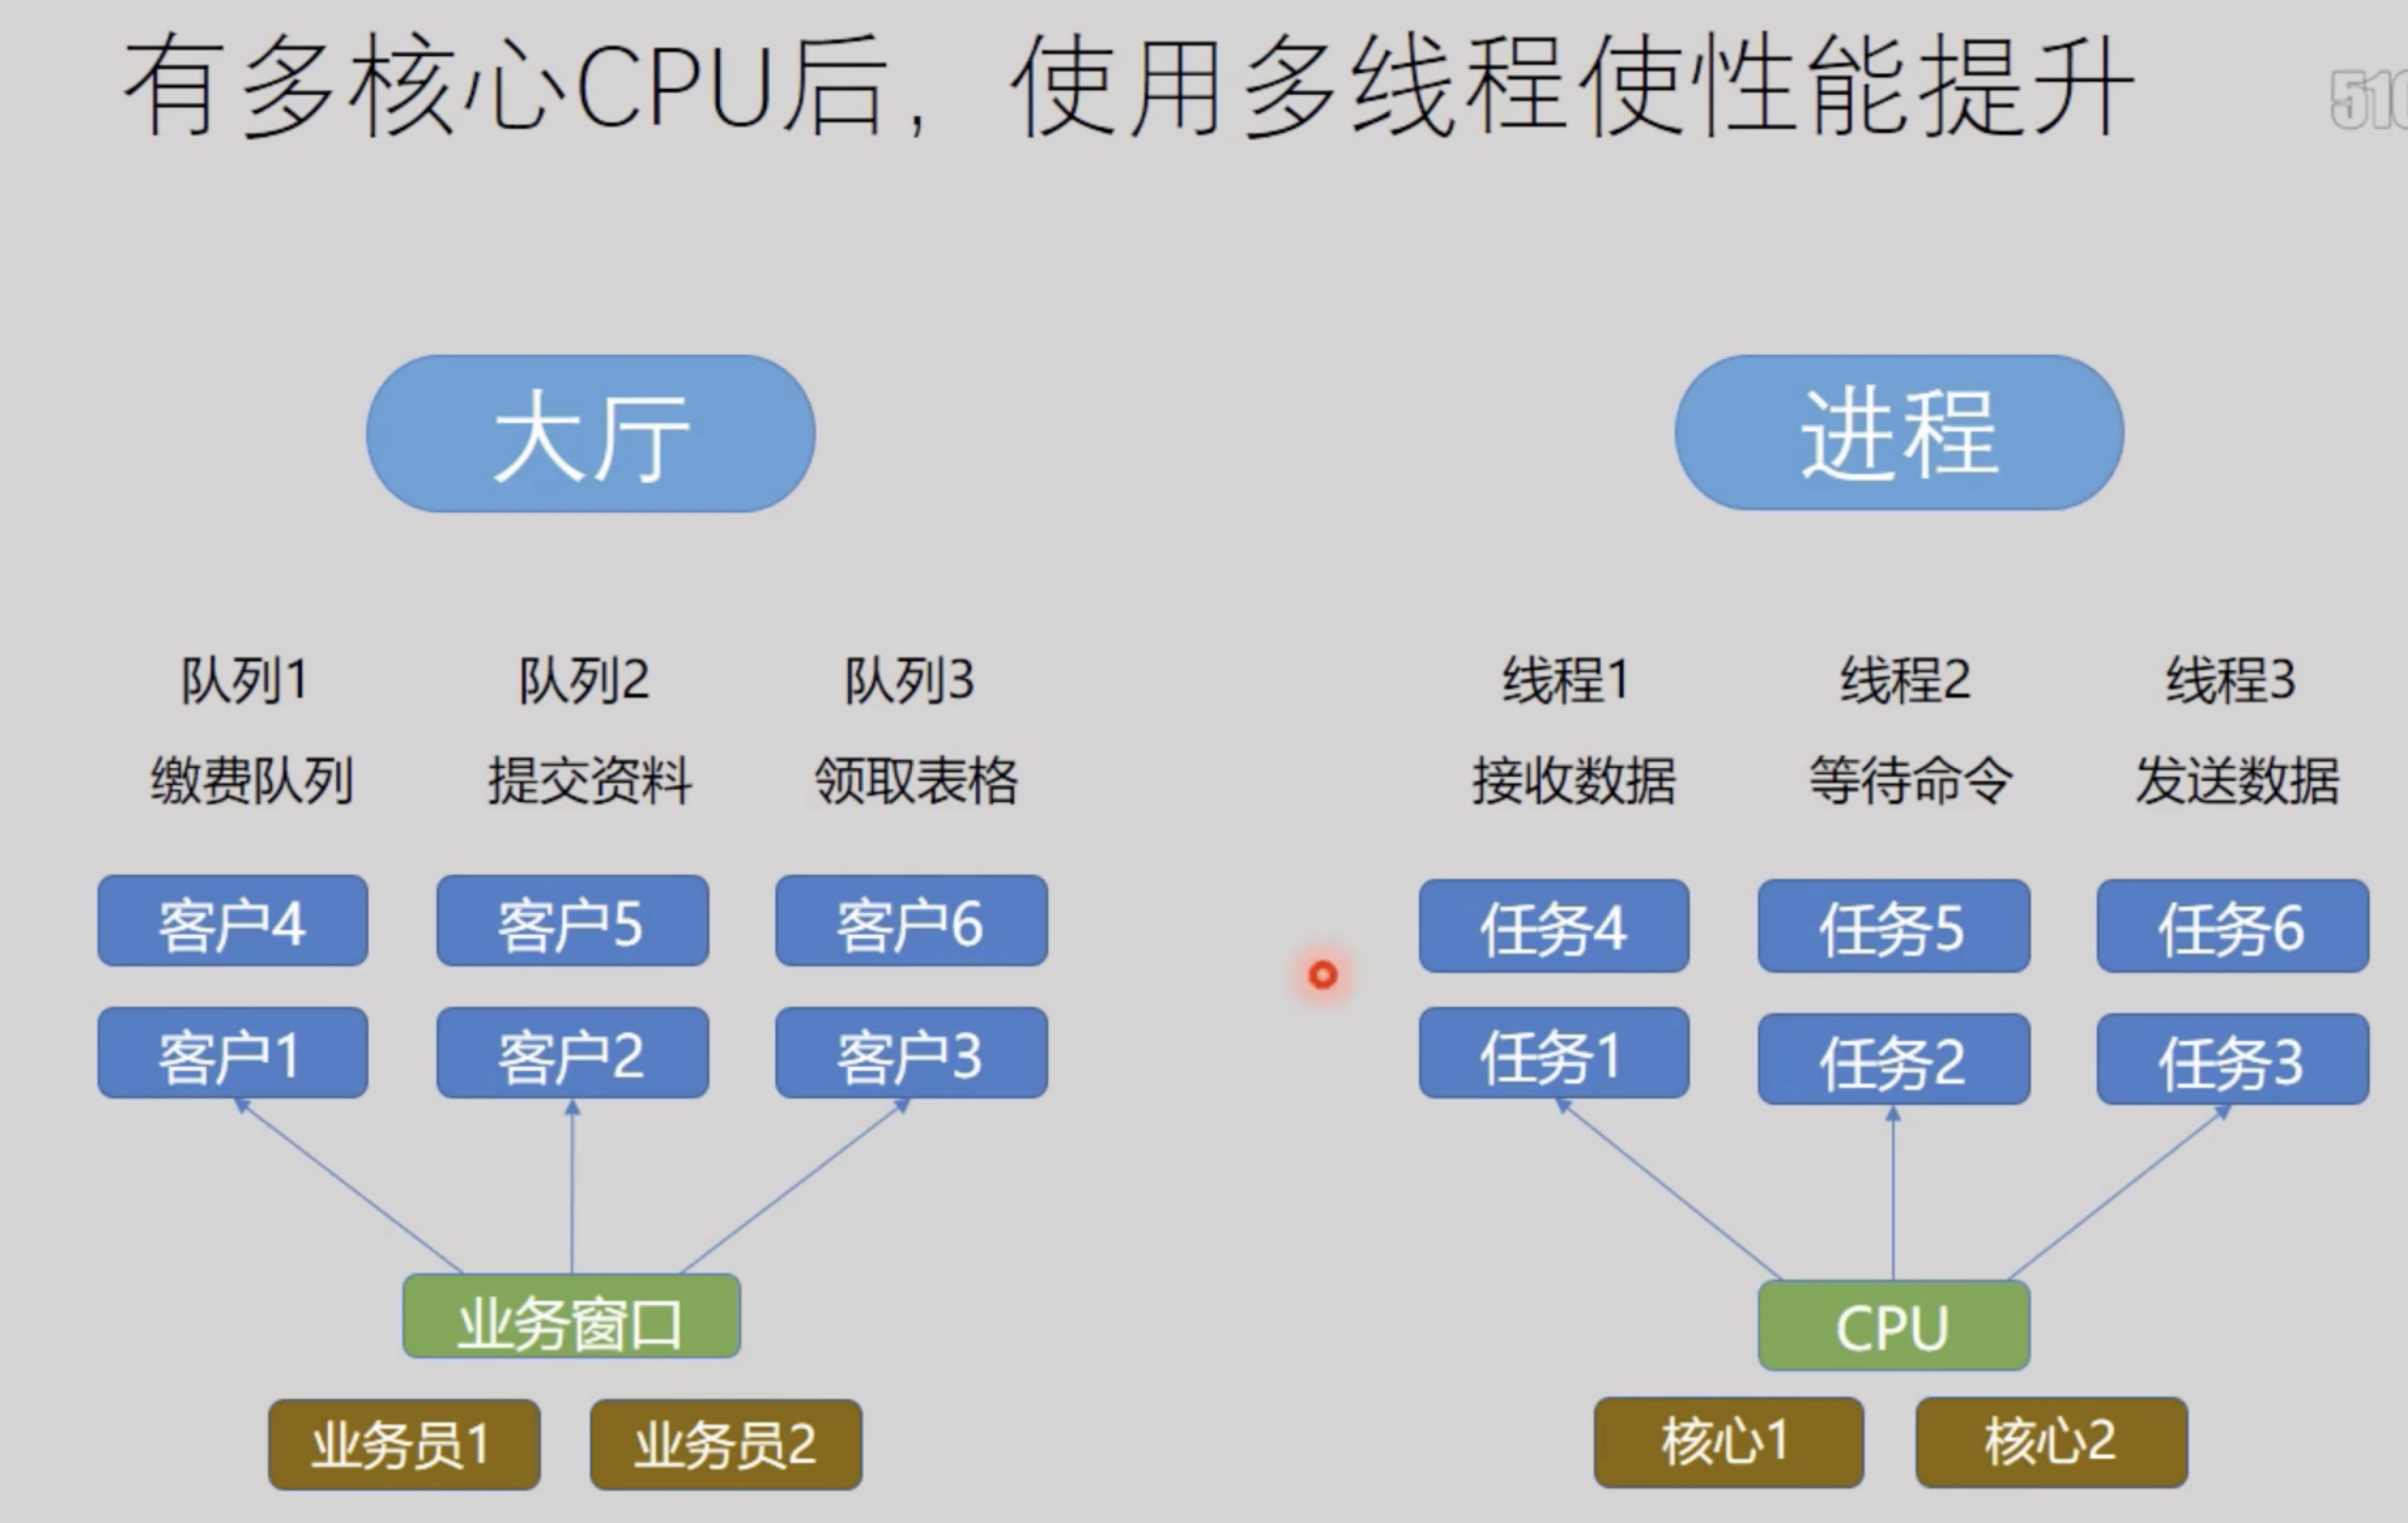 有多核心CPU后，使用多线程使性能提升
大厅
进程
队列1 队列2 队列3
缴费队列 提交资料 领取表格
客户4 客户5 客户6
客户1 客户2 客户3
业务窗口
业务员1 业务员2
线程1 线程2 线程3
接收数据 等待命令 发送数据
任务4 任务5 任务6
任务1 任务2 任务3
CPU
核心1 核心2